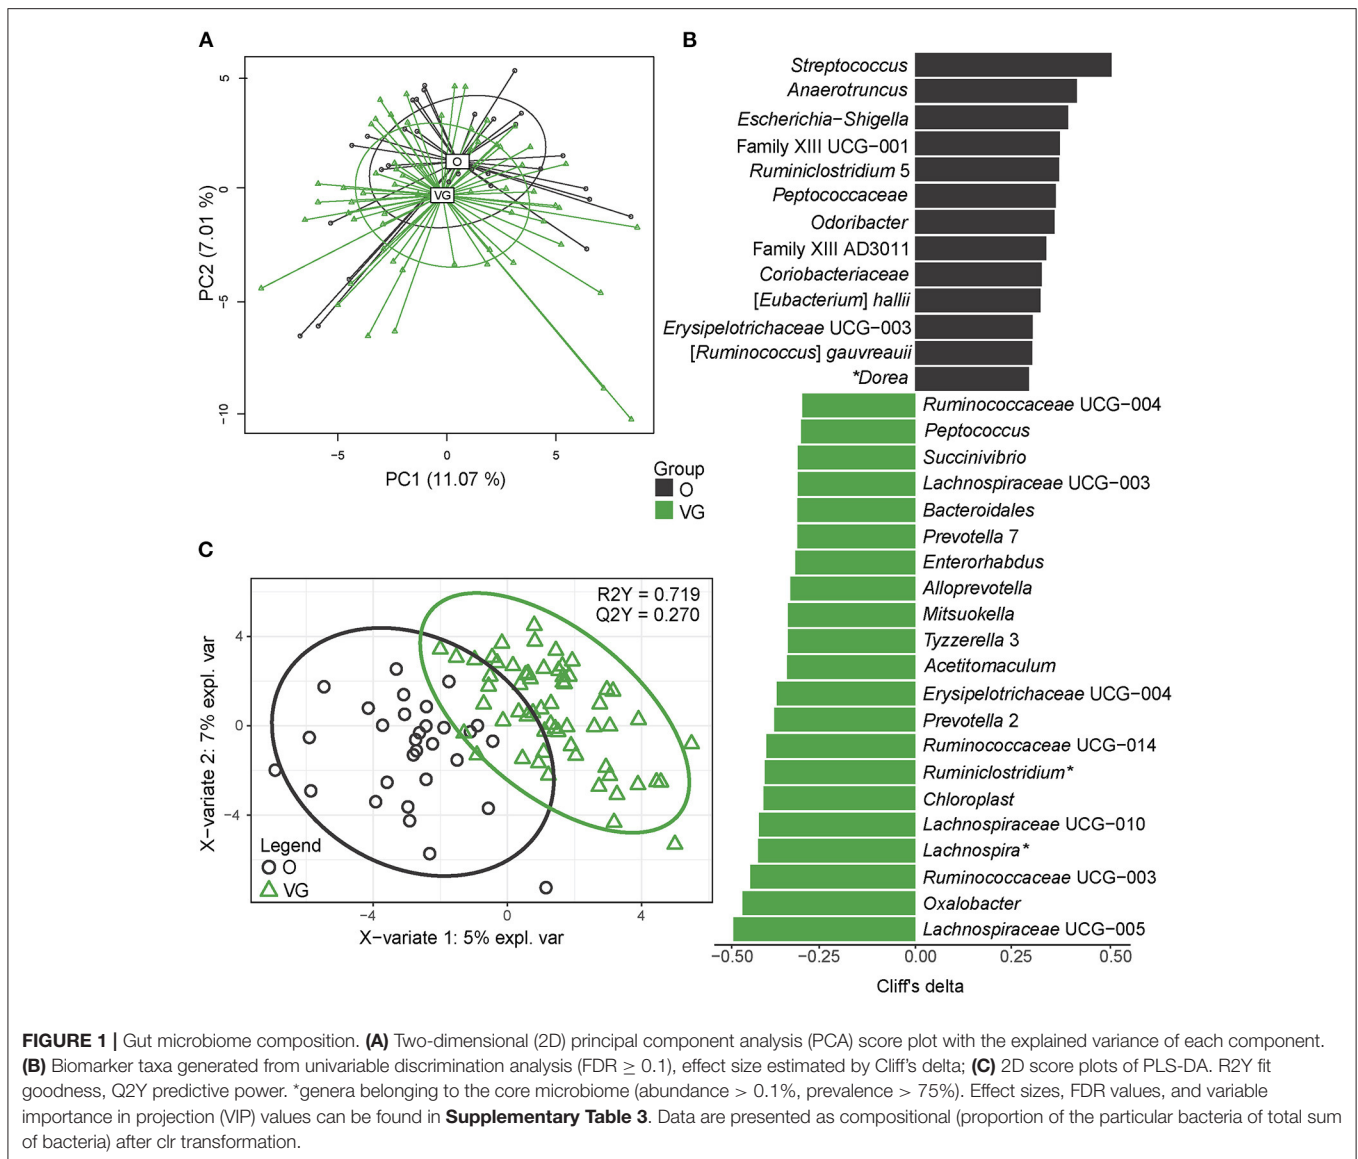 A
5
0
−5
−10
PC2 (7.01 %)
O
VG
−5
0
5
PC1 (11.07 %)
Group
O
VG
B
Streptococcus
Anaerotruncus
Escherichia−Shigella
Family XIII UCG−001
Ruminiclostridium 5
Peptococcaceae
Odoribacter
Family XIII AD3011
Coriobacteriaceae
[Eubacterium] hallii
Erysipelotrichaceae UCG−003
[Ruminococcus] gauvreauii
*Dorea
Ruminococcaceae UCG−004
Peptococcus
Succinivibrio
Lachnospiraceae UCG−003
Bacteroidales
Prevotella 7
Enterorhabdus
Alloprevotella
Mitsuokella
Tyzzerella 3
Acetitomaculum
Erysipelotrichaceae UCG−004
Prevotella 2
Ruminococcaceae UCG−014
Ruminiclostridium*
Chloroplast
Lachnospiraceae UCG−010
Lachnospira*
Ruminococcaceae UCG−003
Oxalobacter
Lachnospiraceae UCG−005
−0.50
−0.25
0.00
0.25
0.50
Cliff's delta
C
R2Y = 0.719
Q2Y = 0.270
4
0
−4
X−variate 2: 7% expl. var
Legend
O
VG
−4
0
4
X−variate 1: 5% expl. var
FIGURE 1 | Gut microbiome composition. (A) Two-dimensional (2D) principal component analysis (PCA) score plot with the explained variance of each component.
(B) Biomarker taxa generated from univariable discrimination analysis (FDR ≥ 0.1), effect size estimated by Cliff's delta; (C) 2D score plots of PLS-DA. R2Y fit
goodness, Q2Y predictive power. *genera belonging to the core microbiome (abundance > 0.1%, prevalence > 75%). Effect sizes, FDR values, and variable
importance in projection (VIP) values can be found in Supplementary Table 3. Data are presented as compositional (proportion of the particular bacteria of total sum
of bacteria) after clr transformation.